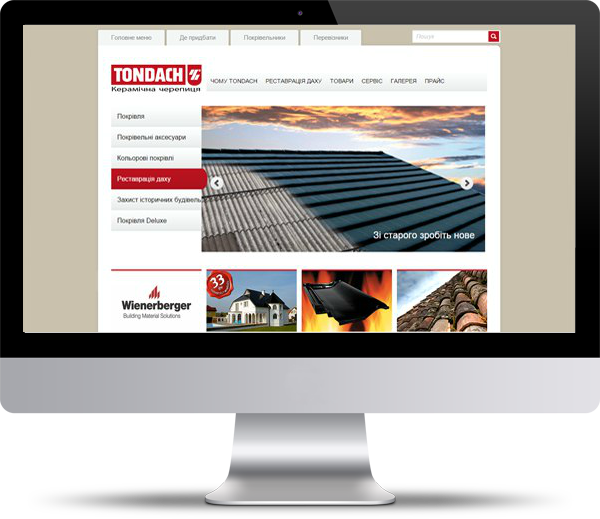 Головне меню
Де придбати
Покрівельники
Перевізники
Пошук
TONDACH
Керамічна черепиця
ЧОМУ TONDACH
РЕСТАВРАЦІЯ ДАХУ
ТОВАРИ
СЕРВІС
ГАЛЕРЕЯ
ПРАЙС
Покрівля
Покрівельні аксесуари
Кольорові покрівлі
Реставрація даху
Захист історичних будівель
Покрівля Deluxe
Зі старого зробіть нове
Wienerberger
Building Material Solutions
33